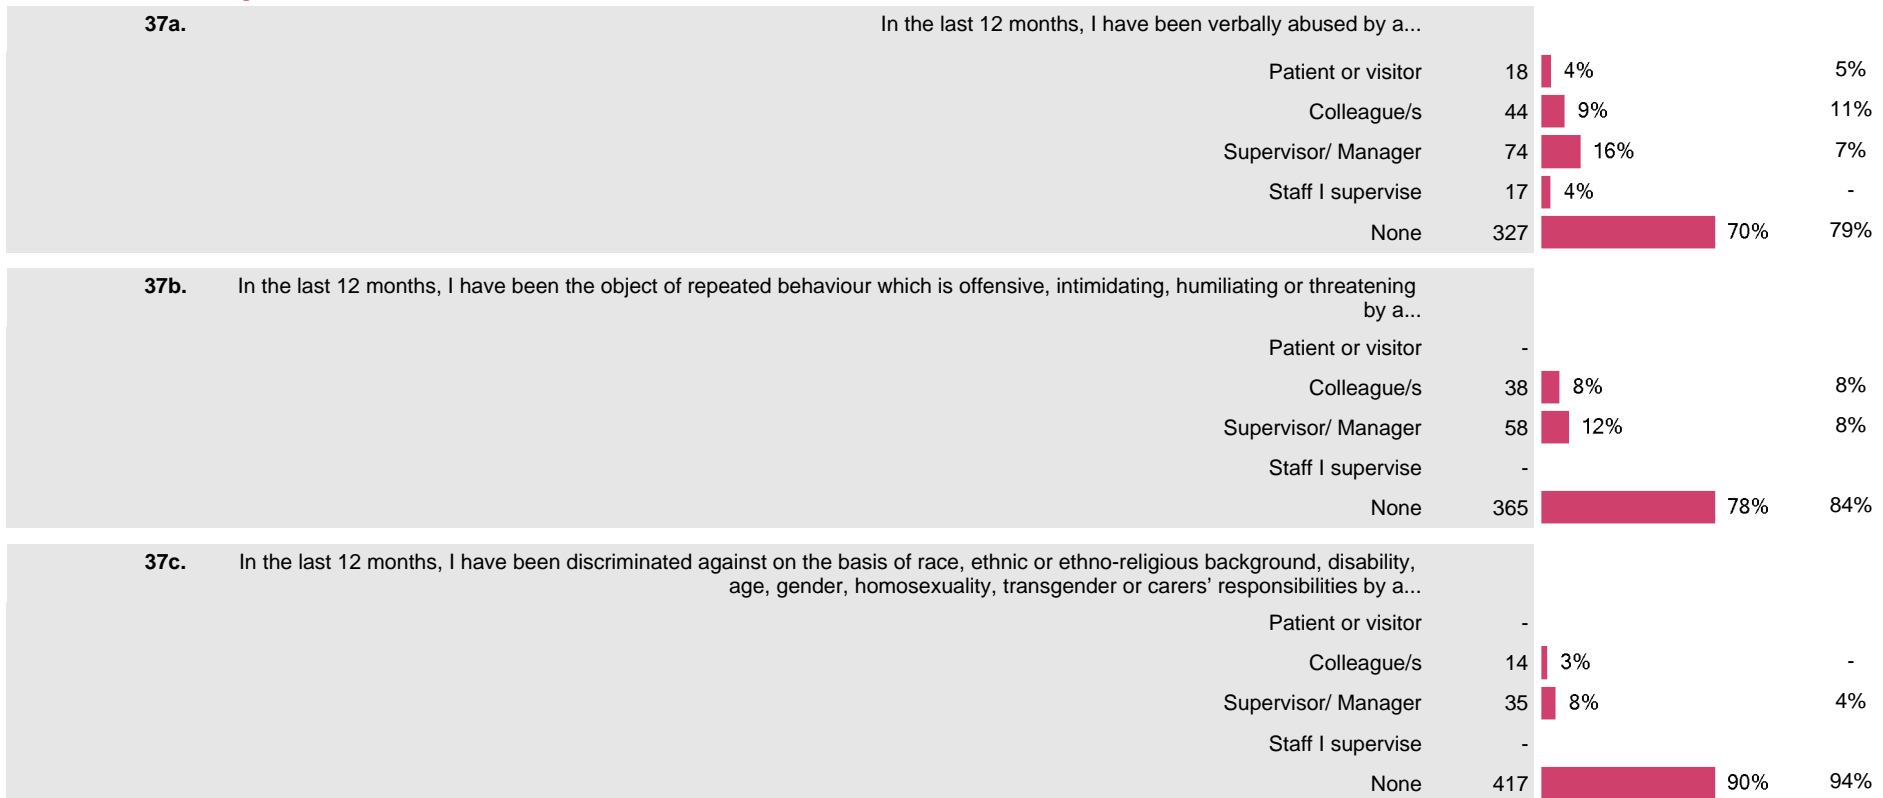 37a. In the last 12 months, I have been verbally abused by a...
Patient or visitor 18 4% 5%
Colleague/s 44 9% 11%
Supervisor/ Manager 74 16% 7%
Staff I supervise 17 4% -
None 327 70% 79%
37b. In the last 12 months, I have been the object of repeated behaviour which is offensive, intimidating, humiliating or threatening
by a...
Patient or visitor -
Colleague/s 38 8% 8%
Supervisor/ Manager 58 12% 8%
Staff I supervise -
None 365 78% 84%
37c. In the last 12 months, I have been discriminated against on the basis of race, ethnic or ethno-religious background, disability,
age, gender, homosexuality, transgender or carers’ responsibilities by a...
Patient or visitor -
Colleague/s 14 3% -
Supervisor/ Manager 35 8% 4%
Staff I supervise -
None 417 90% 94%